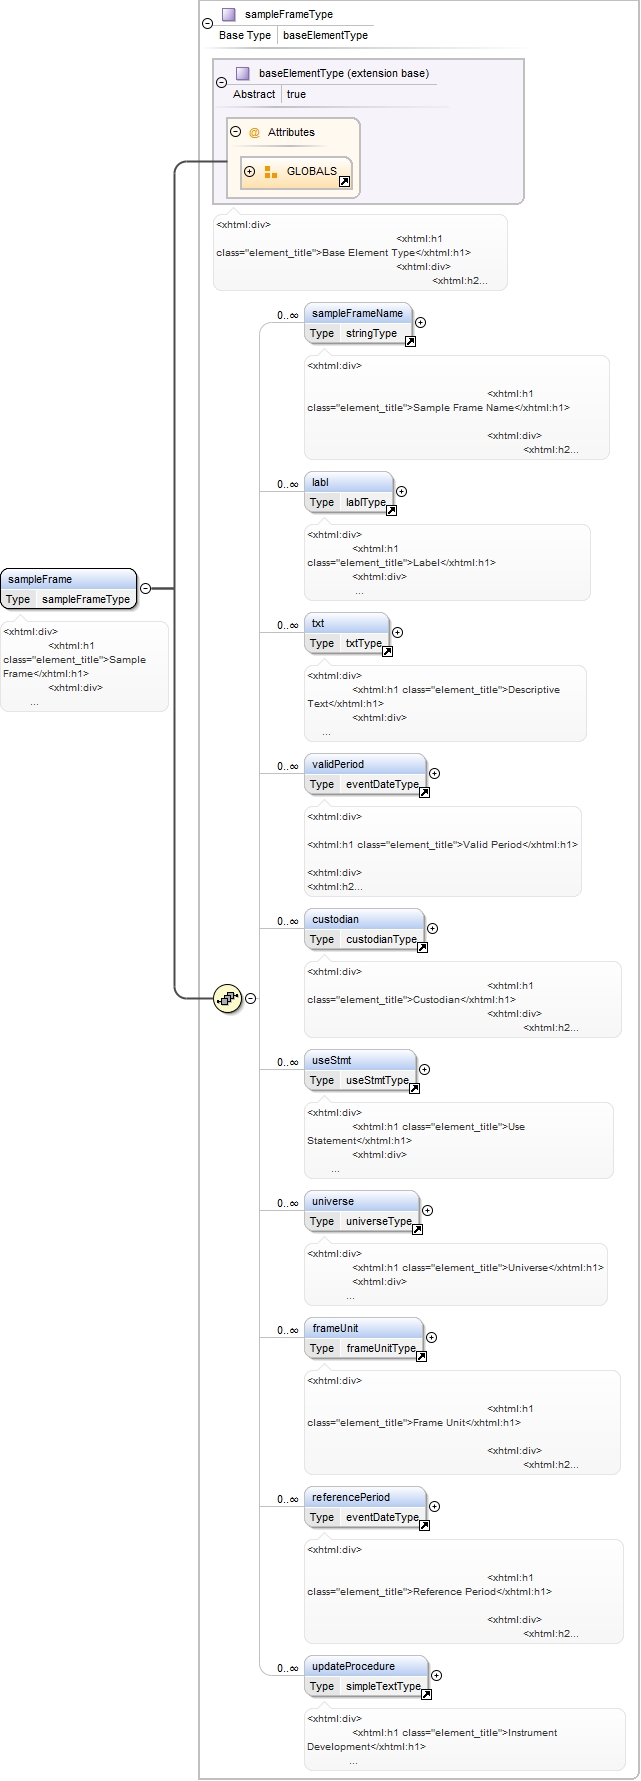 sampleFrameType
Base Type baseElementType
baseElementType (extension base)
Abstract true
@ Attributes
GLOBALS
<xhtml:div>
<xhtml:h1
class="element_title">Base Element Type</xhtml:h1>
<xhtml:div>
<xhtml:h2...
0..∞ sampleFrameName
Type stringType
<xhtml:div>
<xhtml:h1
class="element_title">Sample Frame Name</xhtml:h1>
<xhtml:div>
<xhtml:h2...
0..∞ labl
Type lablType
<xhtml:div>
<xhtml:h1
class="element_title">Label</xhtml:h1>
<xhtml:div>
...
sampleFrame
Type sampleFrameType
<xhtml:div>
<xhtml:h1
class="element_title">Sample
Frame</xhtml:h1>
<xhtml:div>
...
0..∞ txt
Type txtType
<xhtml:div>
<xhtml:h1 class="element_title">Descriptive
Text</xhtml:h1>
<xhtml:div>
...
0..∞ validPeriod
Type eventDateType
<xhtml:div>
<xhtml:h1 class="element_title">Valid Period</xhtml:h1>
<xhtml:div>
<xhtml:h2...
0..∞ custodian
Type custodianType
<xhtml:div>
<xhtml:h1
class="element_title">Custodian</xhtml:h1>
<xhtml:div>
<xhtml:h2...
0..∞ useStmt
Type useStmtType
<xhtml:div>
<xhtml:h1 class="element_title">Use
Statement</xhtml:h1>
<xhtml:div>
...
0..∞ universe
Type universeType
<xhtml:div>
<xhtml:h1 class="element_title">Universe</xhtml:h1>
<xhtml:div>
...
0..∞ frameUnit
Type frameUnitType
<xhtml:div>
<xhtml:h1
class="element_title">Frame Unit</xhtml:h1>
<xhtml:div>
<xhtml:h2...
0..∞ referencePeriod
Type eventDateType
<xhtml:div>
<xhtml:h1
class="element_title">Reference Period</xhtml:h1>
<xhtml:div>
<xhtml:h2...
0..∞ updateProcedure
Type simpleTextType
<xhtml:div>
<xhtml:h1 class="element_title">Instrument
Development</xhtml:h1>
...